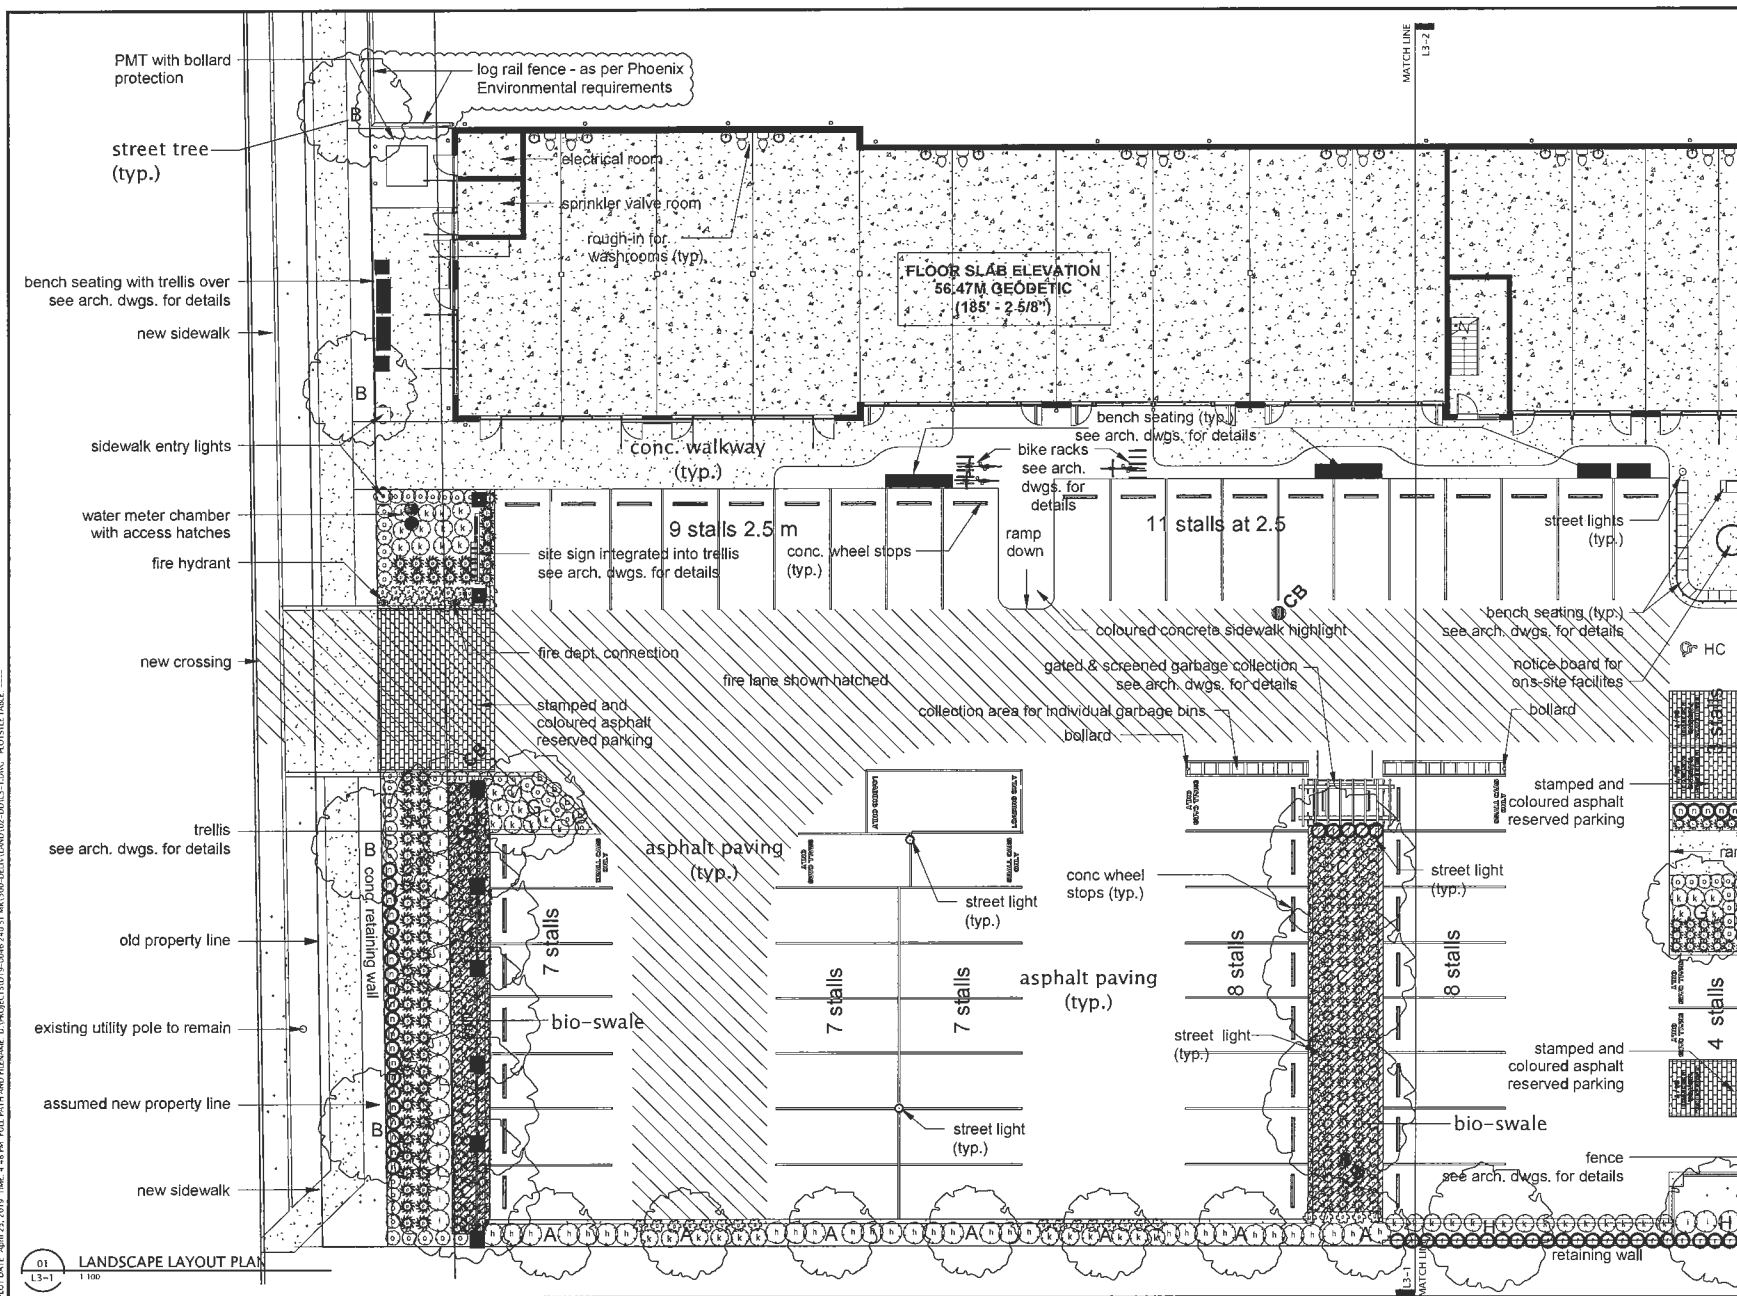 MATCH LINE
L3-2
PMT with bollard
protection
log rail fence - as per Phoenix
Environmental requirements
B
street tree
(typ.)
electrical room
sprinkler valve room
rough-in for
washrooms (typ)
FLOOR SLAB ELEVATION
56.47M GEODETIC
(185' - 2-5/8")
bench seating with trellis over
see arch. dwgs. for details
new sidewalk
B
sidewalk entry lights
conc. walkway
(typ.)
bench seating (typ.)
see arch. dwgs. for details
bike racks
see arch.
dwgs. for
details
water meter chamber
with access hatches
fire hydrant
9 stalls 2.5 m
11 stalls at 2.5
site sign integrated into trellis
see arch. dwgs. for details
conc. wheel stops
(typ.)
ramp
down
street lights
(typ.)
CB
coloured concrete sidewalk highlight
bench seating (typ.)
see arch. dwgs. for details
HC
new crossing
fire dept. connection
fire lane shown hatched
gated & screened garbage collection
see arch. dwgs. for details
notice board for
ons-site facilites
stamped and
coloured asphalt
reserved parking
collection area for individual garbage bins
bollard
bollard
3 stalls
stamped and
coloured asphalt
reserved parking
LOADING ONLY
SMALL CARS
ONLY
trellis
see arch. dwgs. for details
B
conc. retaining wall
asphalt paving
(typ.)
conc wheel
stops (typ.)
street light
(typ.)
street light
(typ.)
G
old property line
7 stalls
7 stalls
7 stalls
asphalt paving
(typ.)
8 stalls
8 stalls
4 stalls
existing utility pole to remain
bio-swale
street light
(typ.)
stamped and
coloured asphalt
reserved parking
assumed new property line
B
street light
(typ.)
bio-swale
new sidewalk
fence
see arch. dwgs. for details
A
A
A
A
A
A
A
H
H
retaining wall
01
L3-1
LANDSCAPE LAYOUT PLAN
1:100
L3-1
MATCH LINE